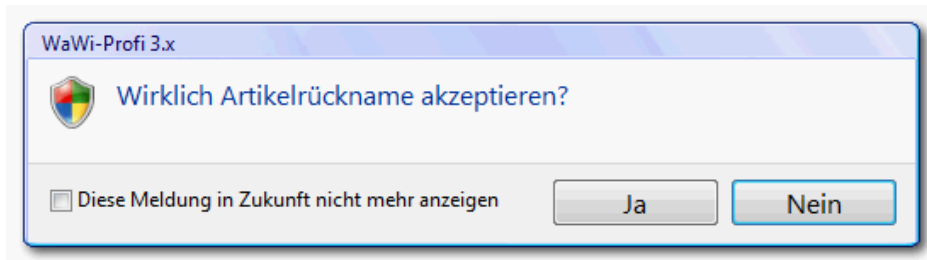 WaWi-Profi 3.x
Wirklich Artikelrückname akzeptieren?
Diese Meldung in Zukunft nicht mehr anzeigen
Ja
Nein